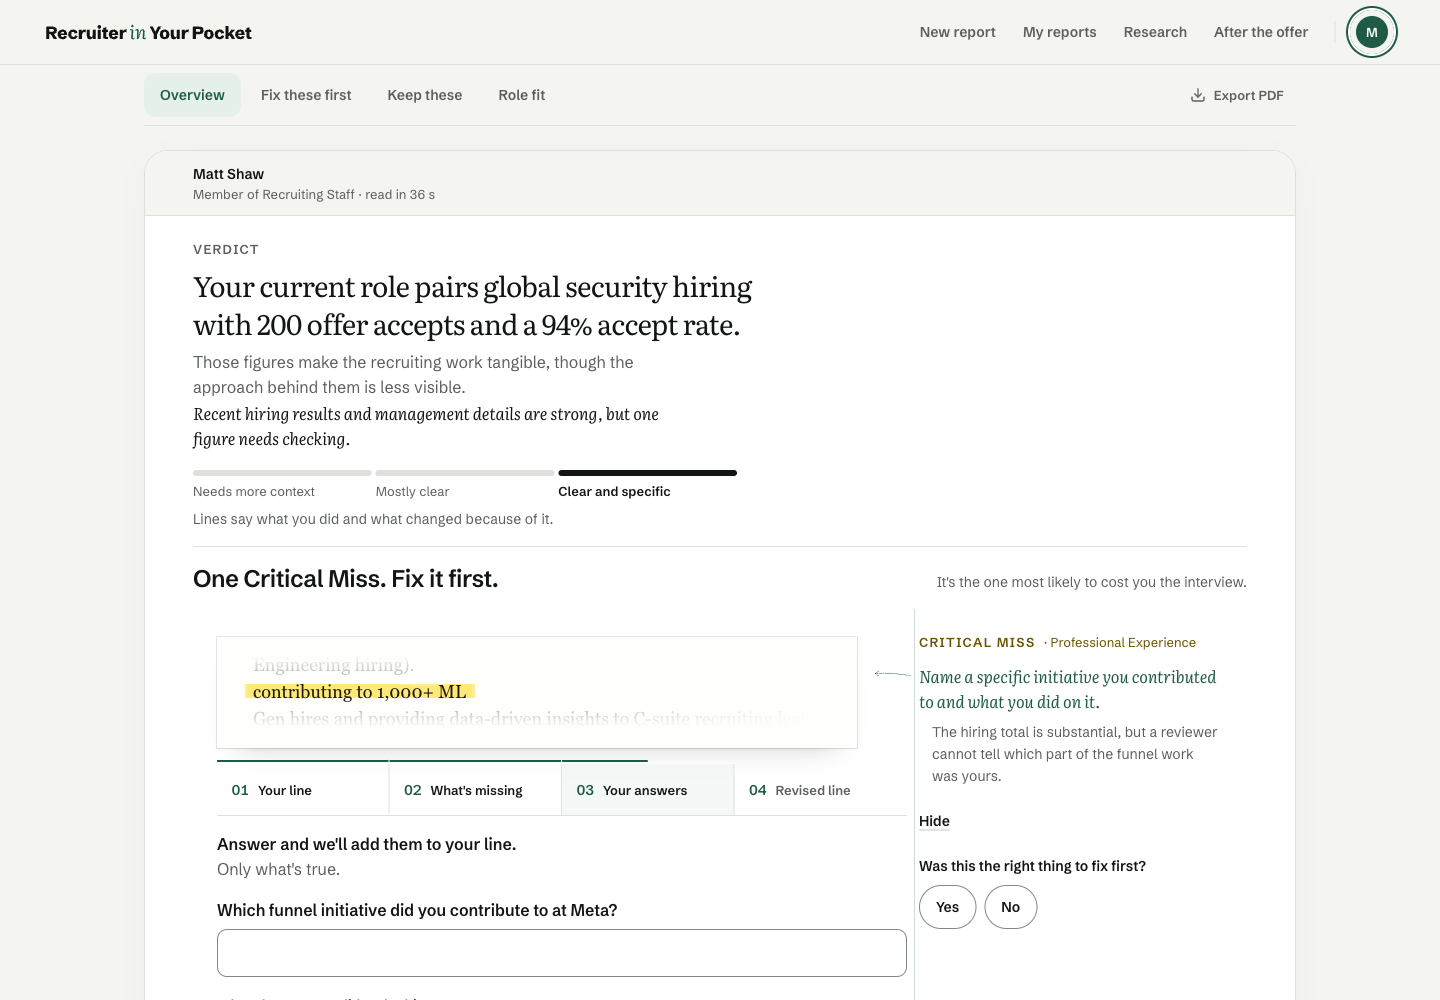 Recruiter in Your Pocket
New report
My reports
Research
After the offer
M
Overview
Fix these first
Keep these
Role fit
Export PDF
Matt Shaw
Member of Recruiting Staff · read in 36 s
VERDICT
Your current role pairs global security hiring
with 200 offer accepts and a 94% accept rate.
Those figures make the recruiting work tangible, though the
approach behind them is less visible.
Recent hiring results and management details are strong, but one
figure needs checking.
Needs more context
Mostly clear
Clear and specific
Lines say what you did and what changed because of it.
One Critical Miss. Fix it first.
It's the one most likely to cost you the interview.
Engineering hiring).
contributing to 1,000+ ML
Gen hires and providing data-driven insights to C-suite recruiting
01 Your line
02 What's missing
03 Your answers
04 Revised line
Answer and we'll add them to your line.
Only what's true.
Which funnel initiative did you contribute to at Meta?
CRITICAL MISS · Professional Experience
Name a specific initiative you contributed
to and what you did on it.
The hiring total is substantial, but a reviewer
cannot tell which part of the funnel work
was yours.
Hide
Was this the right thing to fix first?
Yes
No